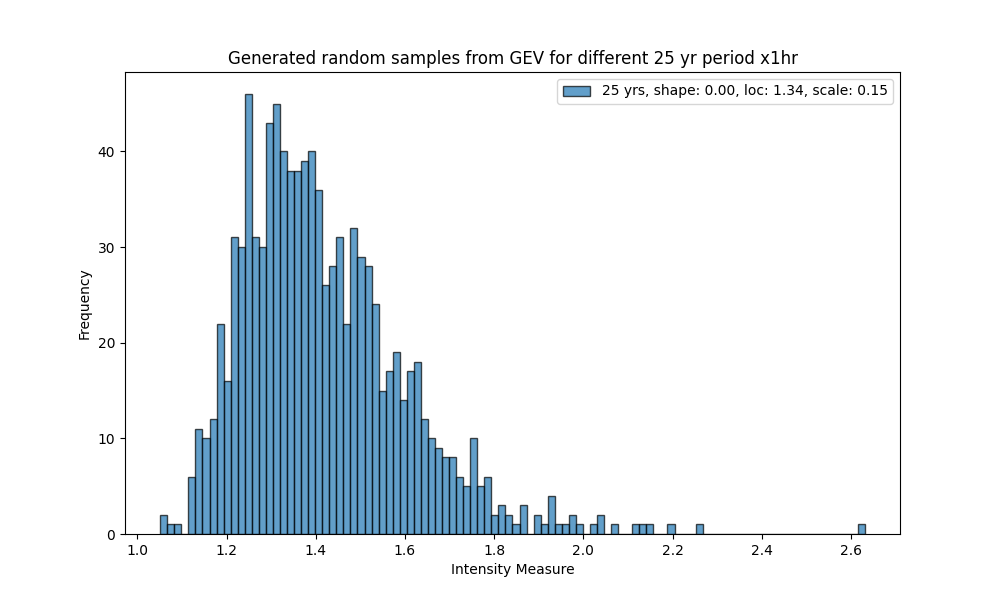 Generated random samples from GEV for different 25 yr period x1hr
25 yrs, shape: 0.00, loc: 1.34, scale: 0.15
40
30
20
10
0
Frequency
1.0 1.2 1.4 1.6 1.8 2.0 2.2 2.4 2.6
Intensity Measure